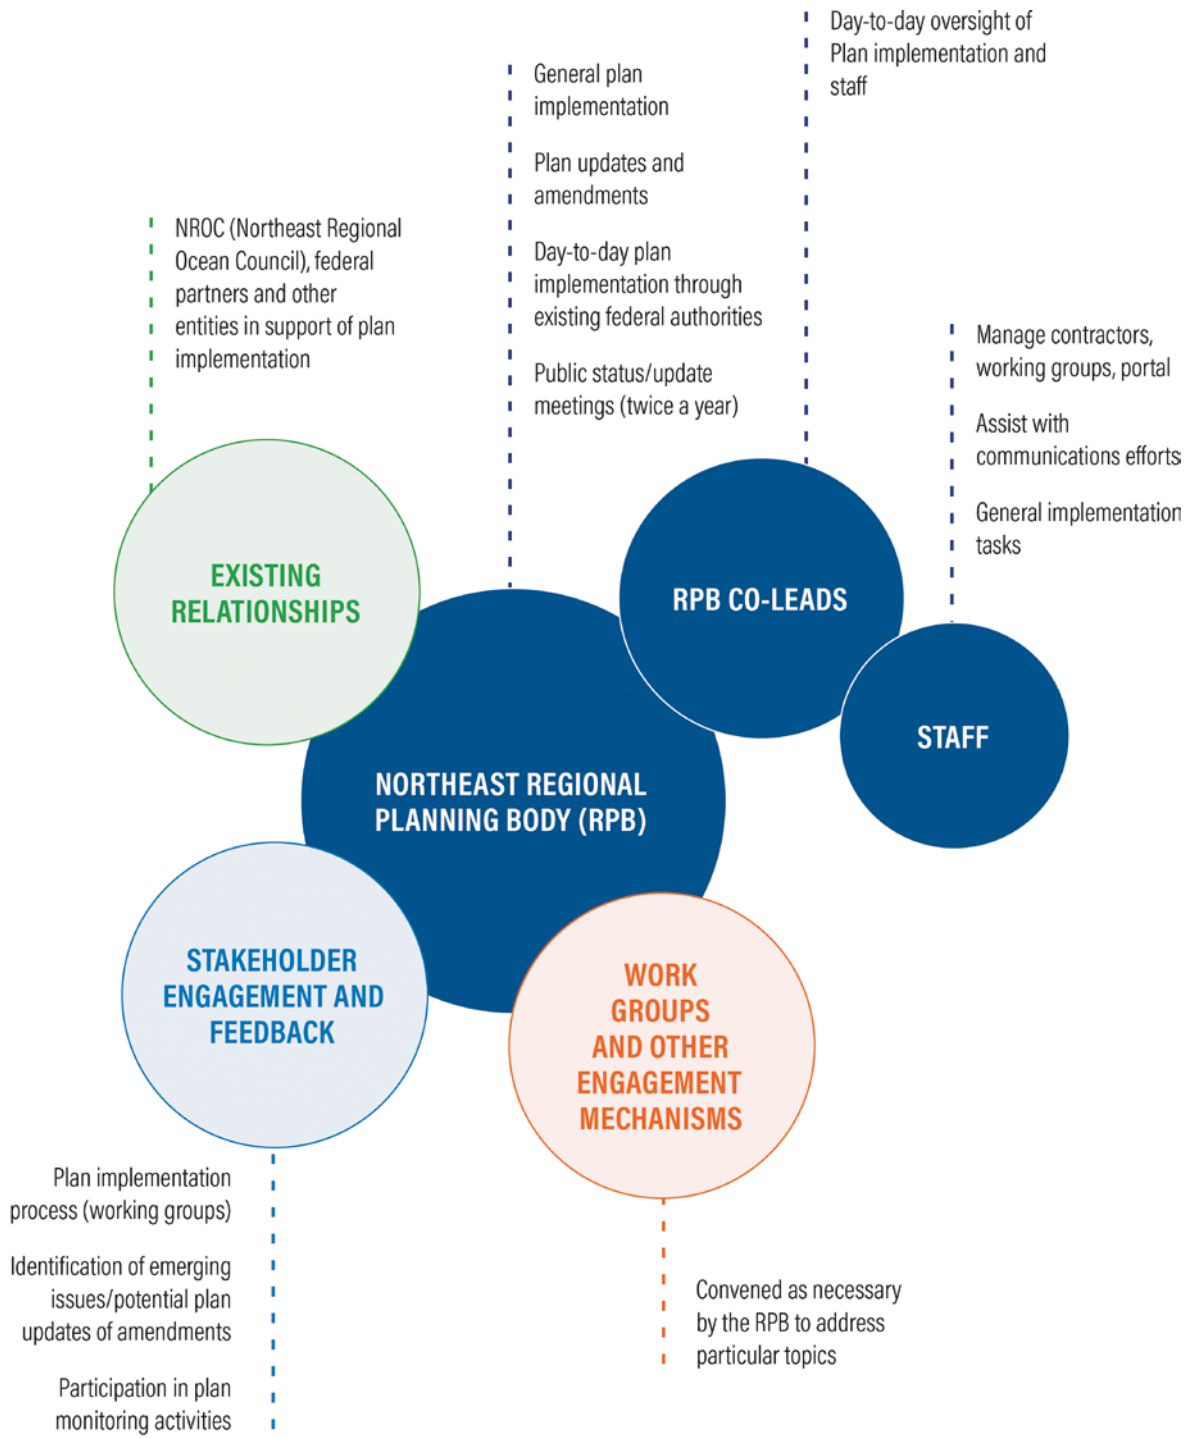 Day-to-day oversight of
Plan implementation and
staff
General plan
implementation
Plan updates and
amendments
Day-to-day plan
implementation through
existing federal authorities
Public status/update
meetings (twice a year)
NROC (Northeast Regional
Ocean Council), federal
partners and other
entities in support of plan
implementation
Manage contractors,
working groups, portal
Assist with
communications efforts
General implementation
tasks
EXISTING
RELATIONSHIPS
RPB CO-LEADS
STAFF
NORTHEAST REGIONAL
PLANNING BODY (RPB)
STAKEHOLDER
ENGAGEMENT AND
FEEDBACK
WORK
GROUPS
AND OTHER
ENGAGEMENT
MECHANISMS
Plan implementation
process (working groups)
Identification of emerging
issues/potential plan
updates of amendments
Participation in plan
monitoring activities
Convened as necessary
by the RPB to address
particular topics